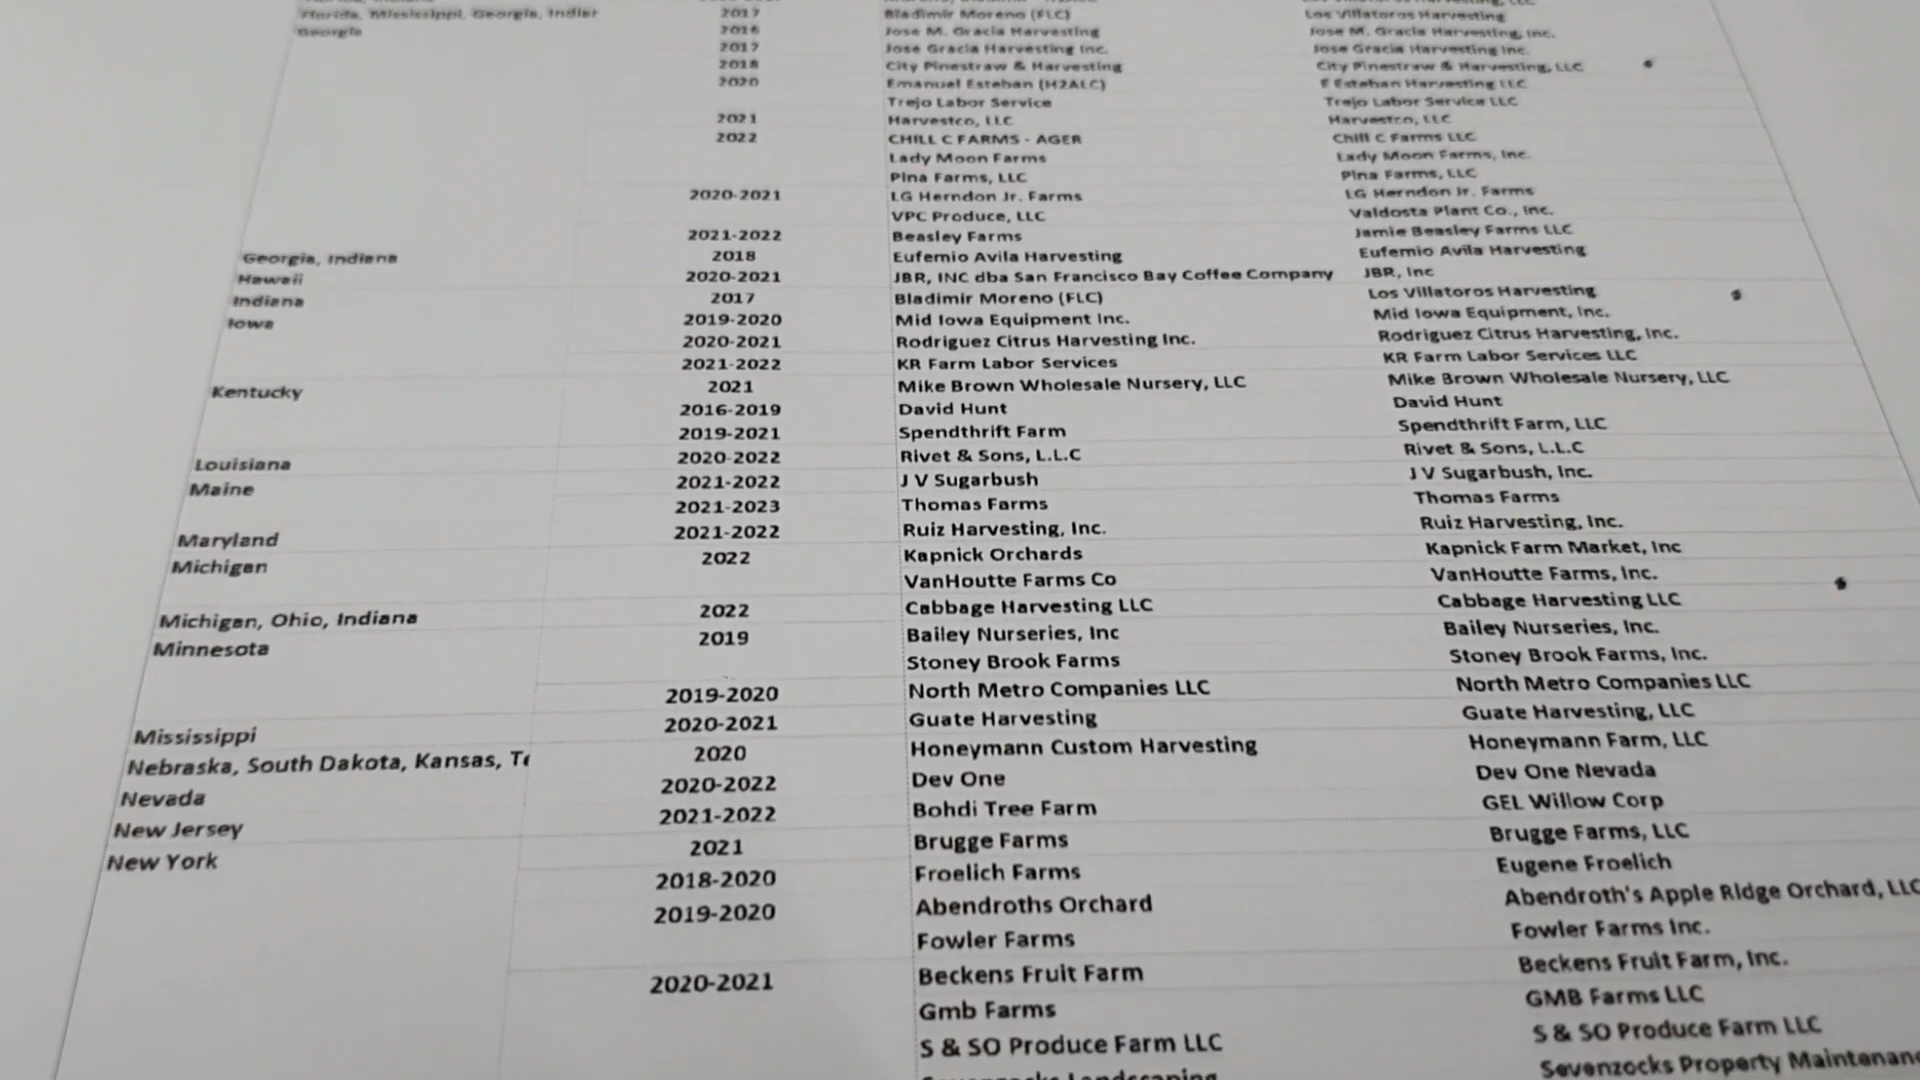 Florida, Mississippi, Georgia, Indian 2017 Bladimir Moreno (FLC) Los Villatoros Harvesting
Georgia 2016 Jose M. Gracia Harvesting Jose M. Gracia Harvesting, Inc.
2017 Jose Gracia Harvesting Inc. Jose Gracia Harvesting Inc.
2018 City Pinestraw & Harvesting City Pinestraw & Harvesting, LLC
2020 Emanuel Esteban (H2ALC) E Esteban Harvesting LLC
Trejo Labor Service Trejo Labor Service LLC
2021 Harvestco, LLC Harvestco, LLC
2022 CHILL C FARMS - AGER Chill C Farms LLC
Lady Moon Farms Lady Moon Farms, Inc.
Pina Farms, LLC Pina Farms, LLC
2020-2021 LG Herndon Jr. Farms LG Herndon Jr. Farms
VPC Produce, LLC Valdosta Plant Co., Inc.
2021-2022 Beasley Farms Jamie Beasley Farms LLC
Georgia, Indiana 2018 Eufemio Avila Harvesting Eufemio Avila Harvesting
Hawaii 2020-2021 JBR, INC dba San Francisco Bay Coffee Company JBR, Inc
Indiana 2017 Bladimir Moreno (FLC) Los Villatoros Harvesting
Iowa 2019-2020 Mid Iowa Equipment Inc. Mid Iowa Equipment, Inc.
2020-2021 Rodriguez Citrus Harvesting Inc. Rodriguez Citrus Harvesting, Inc.
2021-2022 KR Farm Labor Services KR Farm Labor Services LLC
Kentucky 2021 Mike Brown Wholesale Nursery, LLC Mike Brown Wholesale Nursery, LLC
2016-2019 David Hunt David Hunt
2019-2021 Spendthrift Farm Spendthrift Farm, LLC
Louisiana 2020-2022 Rivet & Sons, L.L.C Rivet & Sons, L.L.C
Maine 2021-2022 J V Sugarbush J V Sugarbush, Inc.
2021-2023 Thomas Farms Thomas Farms
Maryland 2021-2022 Ruiz Harvesting, Inc. Ruiz Harvesting, Inc.
Michigan 2022 Kapnick Orchards Kapnick Farm Market, Inc
VanHoutte Farms Co VanHoutte Farms, Inc.
Michigan, Ohio, Indiana 2022 Cabbage Harvesting LLC Cabbage Harvesting LLC
Minnesota 2019 Bailey Nurseries, Inc Bailey Nurseries, Inc.
Stoney Brook Farms Stoney Brook Farms, Inc.
2019-2020 North Metro Companies LLC North Metro Companies LLC
Mississippi 2020-2021 Guate Harvesting Guate Harvesting, LLC
Nebraska, South Dakota, Kansas, Te 2020 Honeymann Custom Harvesting Honeymann Farm, LLC
Nevada 2020-2022 Dev One Dev One Nevada
New Jersey 2021-2022 Bohdi Tree Farm GEL Willow Corp
New York 2021 Brugge Farms Brugge Farms, LLC
2018-2020 Froelich Farms Eugene Froelich
2019-2020 Abendroths Orchard Abendroth's Apple Ridge Orchard, LLC
Fowler Farms Fowler Farms Inc.
2020-2021 Beckens Fruit Farm Beckens Fruit Farm, Inc.
Gmb Farms GMB Farms LLC
S & SO Produce Farm LLC S & SO Produce Farm LLC
Sevenzocks Landscaping Sevenzocks Property Maintenanc